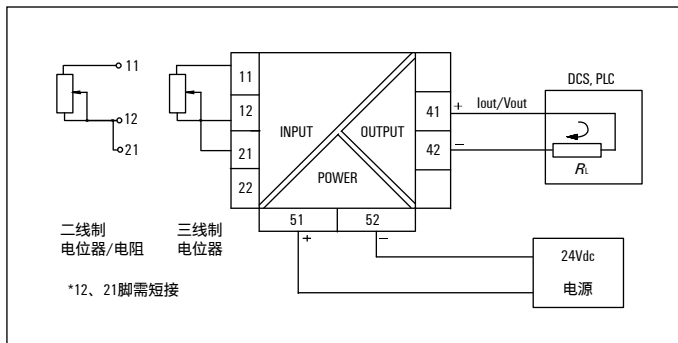 11
12
21
11
12
21
22
INPUT
OUTPUT
POWER
41
42
+
Iout/Vout
−
DCS, PLC
RL
51
52
+
−
24Vdc
电源
二线制
电位器/电阻
三线制
电位器
*12、21脚需短接